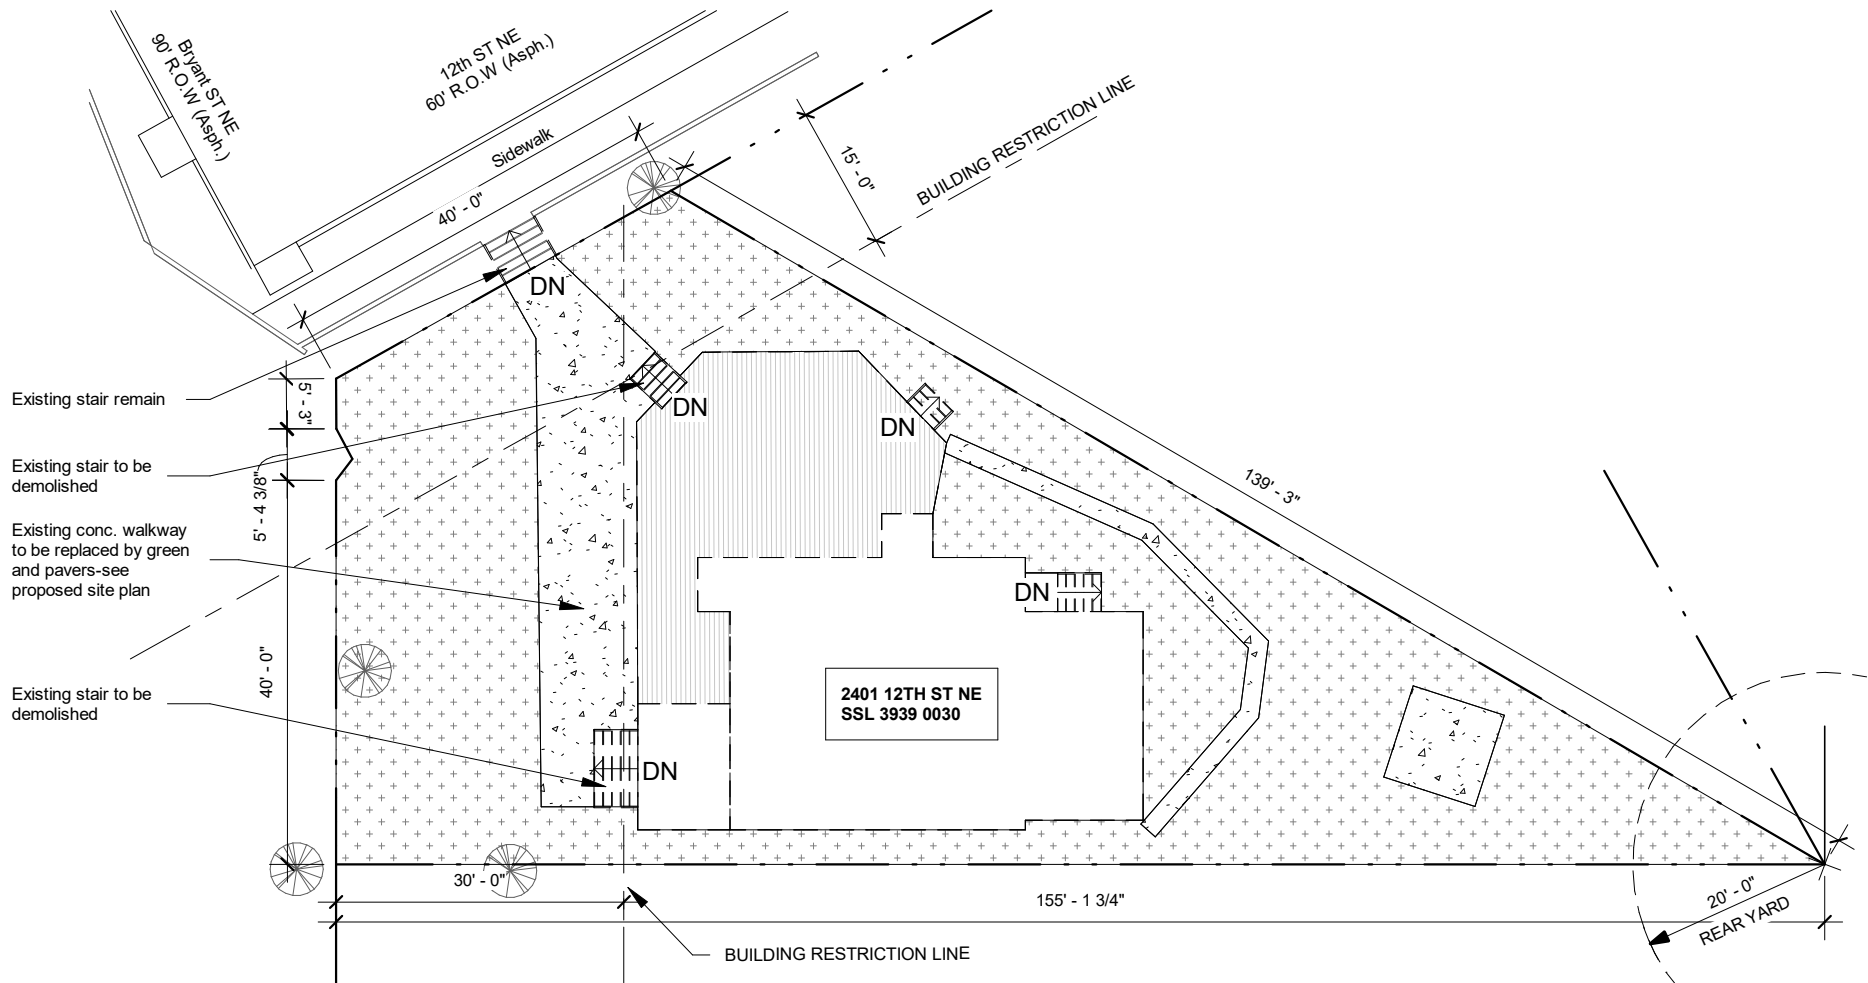 Bryant ST NE
90' R.O.W (Asph.)
12th ST NE
60' R.O.W (Asph.)
Sidewalk
40' - 0"
15' - 0"
BUILDING RESTRICTION LINE
DN
Existing stair remain
5' - 3"
DN
DN
Existing stair to be
demolished
5' - 4 3/8"
139' - 3"
Existing conc. walkway
to be replaced by green
and pavers-see
proposed site plan
DN
40' - 0"
Existing stair to be
demolished
2401 12TH ST NE
SSL 3939 0030
DN
30' - 0"
155' - 1 3/4"
20' - 0"
REAR YARD
BUILDING RESTRICTION LINE